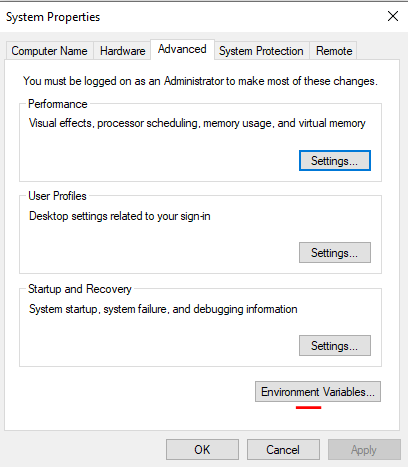 System Properties
Computer Name Hardware Advanced System Protection Remote
You must be logged on as an Administrator to make most of these changes.
Performance
Visual effects, processor scheduling, memory usage, and virtual memory
Settings...
User Profiles
Desktop settings related to your sign-in
Settings...
Startup and Recovery
System startup, system failure, and debugging information
Settings...
Environment Variables...
OK Cancel Apply